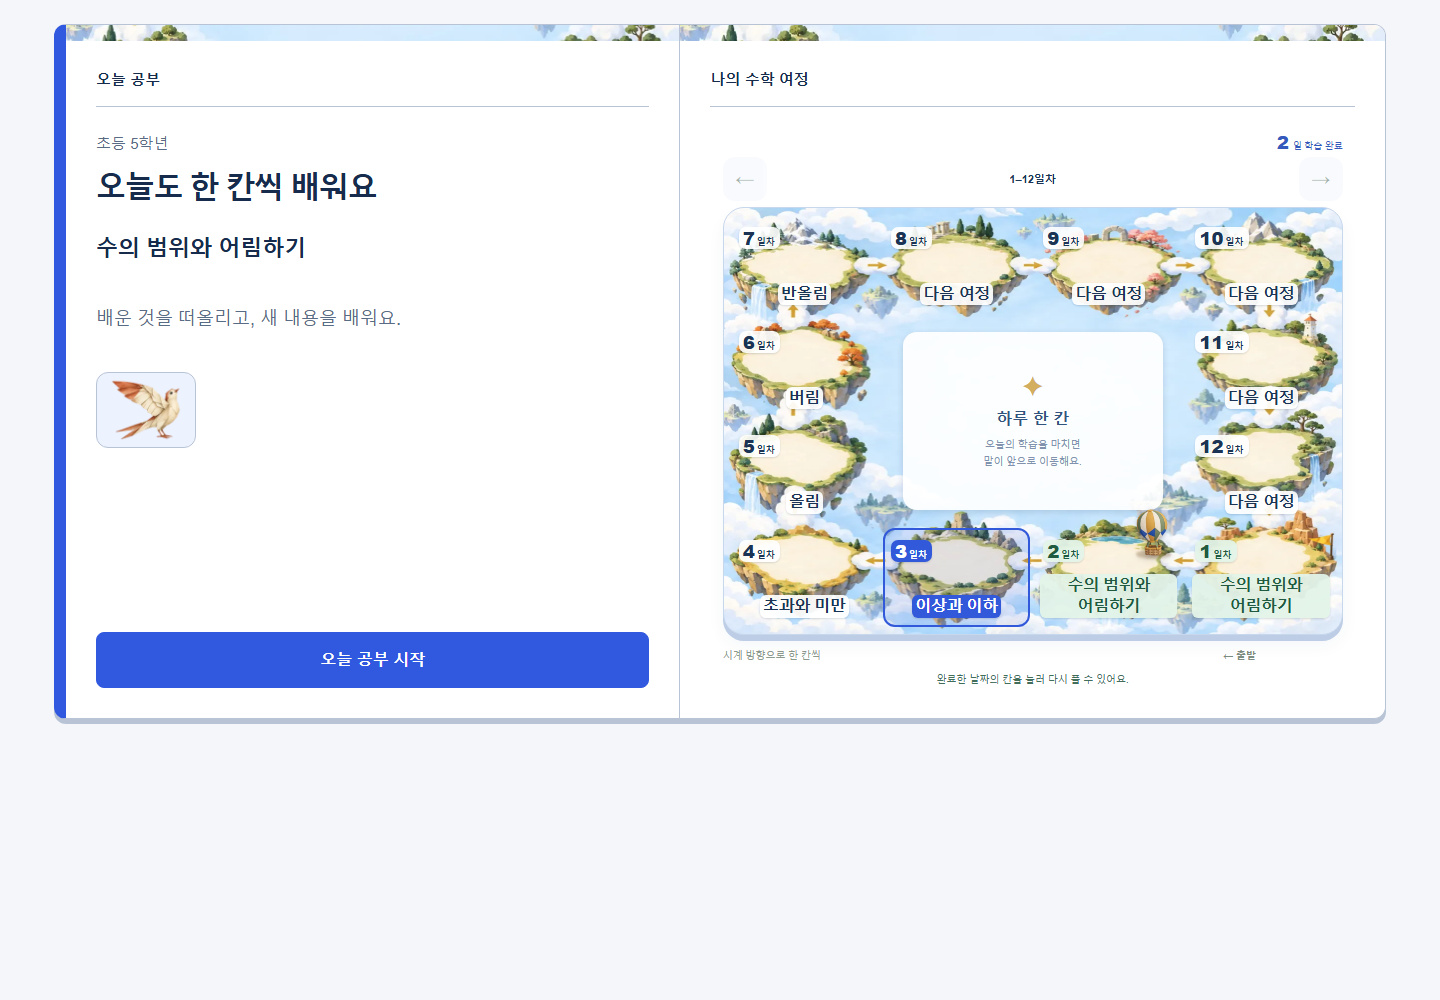 오늘 공부
초등 5학년
오늘도 한 칸씩 배워요
수의 범위와 어림하기
배운 것을 떠올리고, 새 내용을 배워요.
오늘 공부 시작
나의 수학 여정
2 일 학습 완료
←
1–12일차
→
7 일차
반올림
8 일차
다음 여정
9 일차
다음 여정
10 일차
다음 여정
6 일차
버림
11 일차
다음 여정
하루 한 칸
오늘의 학습을 마치면
말이 앞으로 이동해요.
5 일차
올림
12 일차
다음 여정
4 일차
초과와 미만
3 일차
이상과 이하
2 일차
수의 범위와
어림하기
1 일차
수의 범위와
어림하기
시계 방향으로 한 칸씩
← 출발
완료한 날짜의 칸을 눌러 다시 풀 수 있어요.